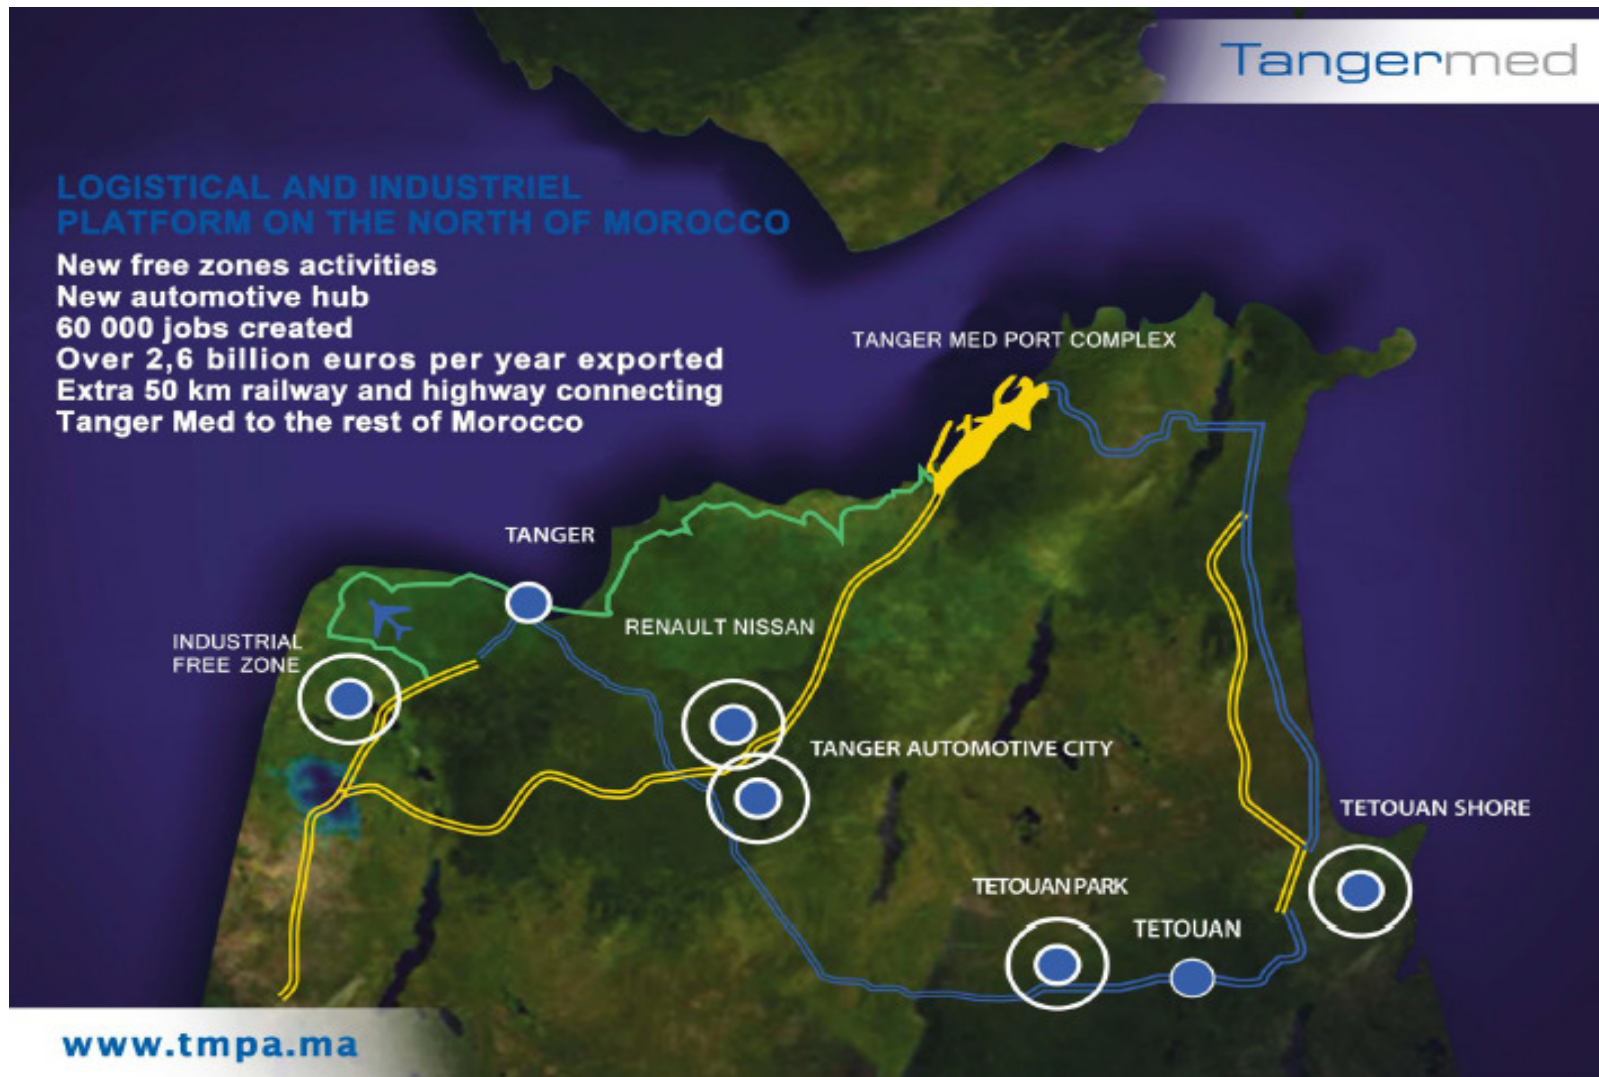 Tangermed
LOGISTICAL AND INDUSTRIEL
PLATFORM ON THE NORTH OF MOROCCO
New free zones activities
New automotive hub
60 000 jobs created
Over 2,6 billion euros per year exported
Extra 50 km railway and highway connecting
Tanger Med to the rest of Morocco
TANGER MED PORT COMPLEX
TANGER
RENAULT NISSAN
INDUSTRIAL
FREE ZONE
TANGER AUTOMOTIVE CITY
TETOUAN SHORE
TETOUAN PARK
TETOUAN
www.tmpa.ma